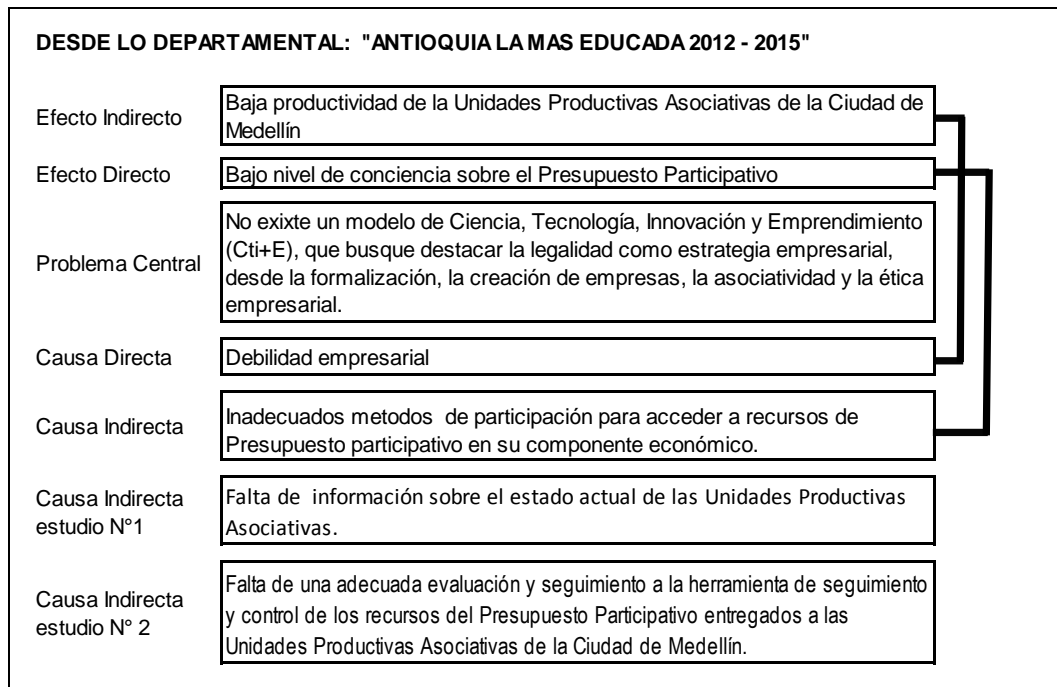 DESDE LO DEPARTAMENTAL: "ANTIOQUIA LA MAS EDUCADA 2012 - 2015"
Efecto Indirecto
Baja productividad de la Unidades Productivas Asociativas de la Ciudad de
Medellín
Efecto Directo
Bajo nivel de conciencia sobre el Presupuesto Participativo
Problema Central
No exixte un modelo de Ciencia, Tecnología, Innovación y Emprendimiento
(Cti+E), que busque destacar la legalidad como estrategia empresarial,
desde la formalización, la creación de empresas, la asociatividad y la ética
empresarial.
Causa Directa
Debilidad empresarial
Causa Indirecta
Inadecuados metodos de participación para acceder a recursos de
Presupuesto participativo en su componente económico.
Causa Indirecta
estudio N°1
Falta de información sobre el estado actual de las Unidades Productivas
Asociativas.
Causa Indirecta
estudio N° 2
Falta de una adecuada evaluación y seguimiento a la herramienta de seguimiento
y control de los recursos del Presupuesto Participativo entregados a las
Unidades Productivas Asociativas de la Ciudad de Medellín.